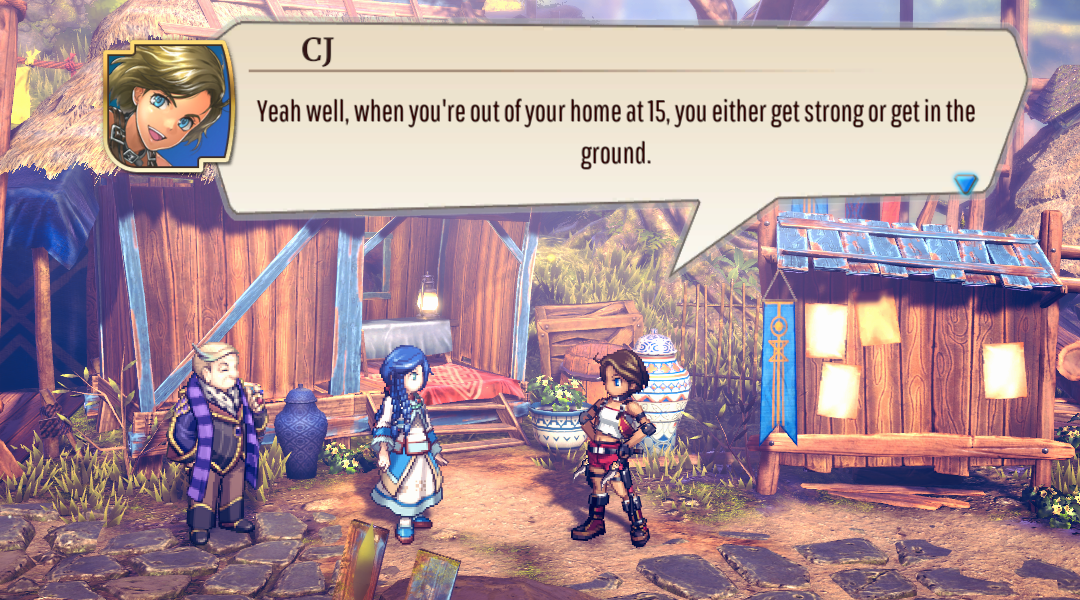 CJ
Yeah well, when you're out of your home at 15, you either get strong or get in the
ground.